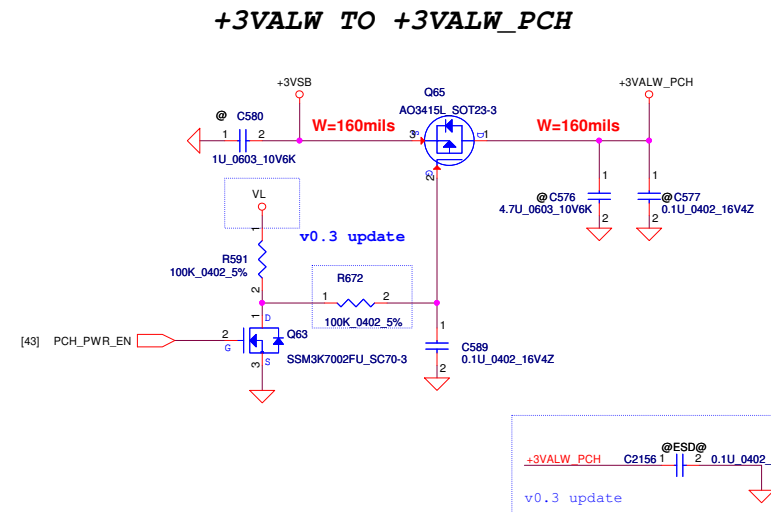 +3VALW TO +3VALW_PCH
+3VSB
Q65
+3VALW_PCH
@ C580
AO3415L_SOT23-3
W=160mils
W=160mils
1 2
3 S
D 1
1U_0603_10V6K
G
2
1
1
@ C576
@ C577
4.7U_0603_10V6K
0.1U_0402_16V4Z
2
2
VL
v0.3 update
1
R591
100K_0402_5%
2
R672
1 2
100K_0402_5%
1
D
[43] PCH_PWR_EN
2
G
Q63
S
3
SSM3K7002FU_SC70-3
1
C589
0.1U_0402_16V4Z
2
@ESD@
+3VALW_PCH C2156 1 2 0.1U_0402_
v0.3 update